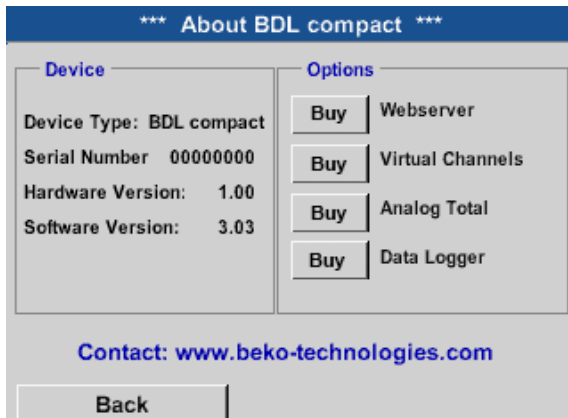 *** About BDL compact ***
Device
Device Type: BDL compact
Serial Number 00000000
Hardware Version: 1.00
Software Version: 3.03
Options
Buy Webserver
Buy Virtual Channels
Buy Analog Total
Buy Data Logger
Contact: www.beko-technologies.com
Back